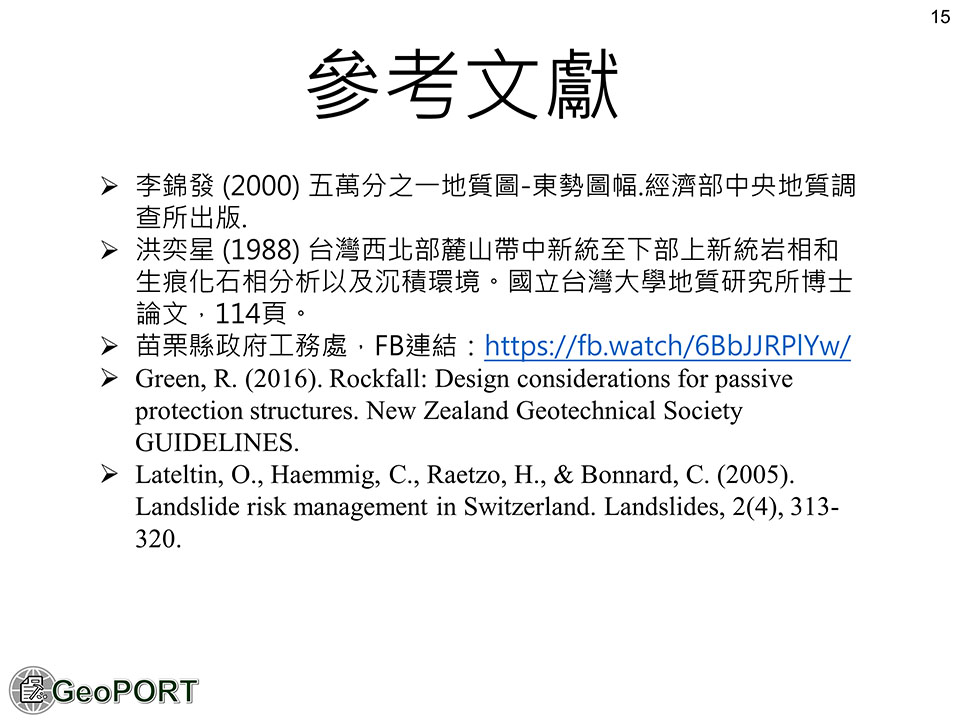 15
參考文獻
➢ 李錦發 (2000) 五萬分之一地質圖-東勢圖幅.經濟部中央地質調
查所出版.
➢ 洪奕星 (1988) 台灣西北部麓山帶中新統至下部上新統岩相和
生痕化石相分析以及沉積環境。國立台灣大學地質研究所博士
論文，114頁。
➢ 苗栗縣政府工務處，FB連結：https://fb.watch/6BbJJRPlYw/
➢ Green, R. (2016). Rockfall: Design considerations for passive
protection structures. New Zealand Geotechnical Society
GUIDELINES.
➢ Lateltin, O., Haemmig, C., Raetzo, H., & Bonnard, C. (2005).
Landslide risk management in Switzerland. Landslides, 2(4), 313-
320.
GeoPORT